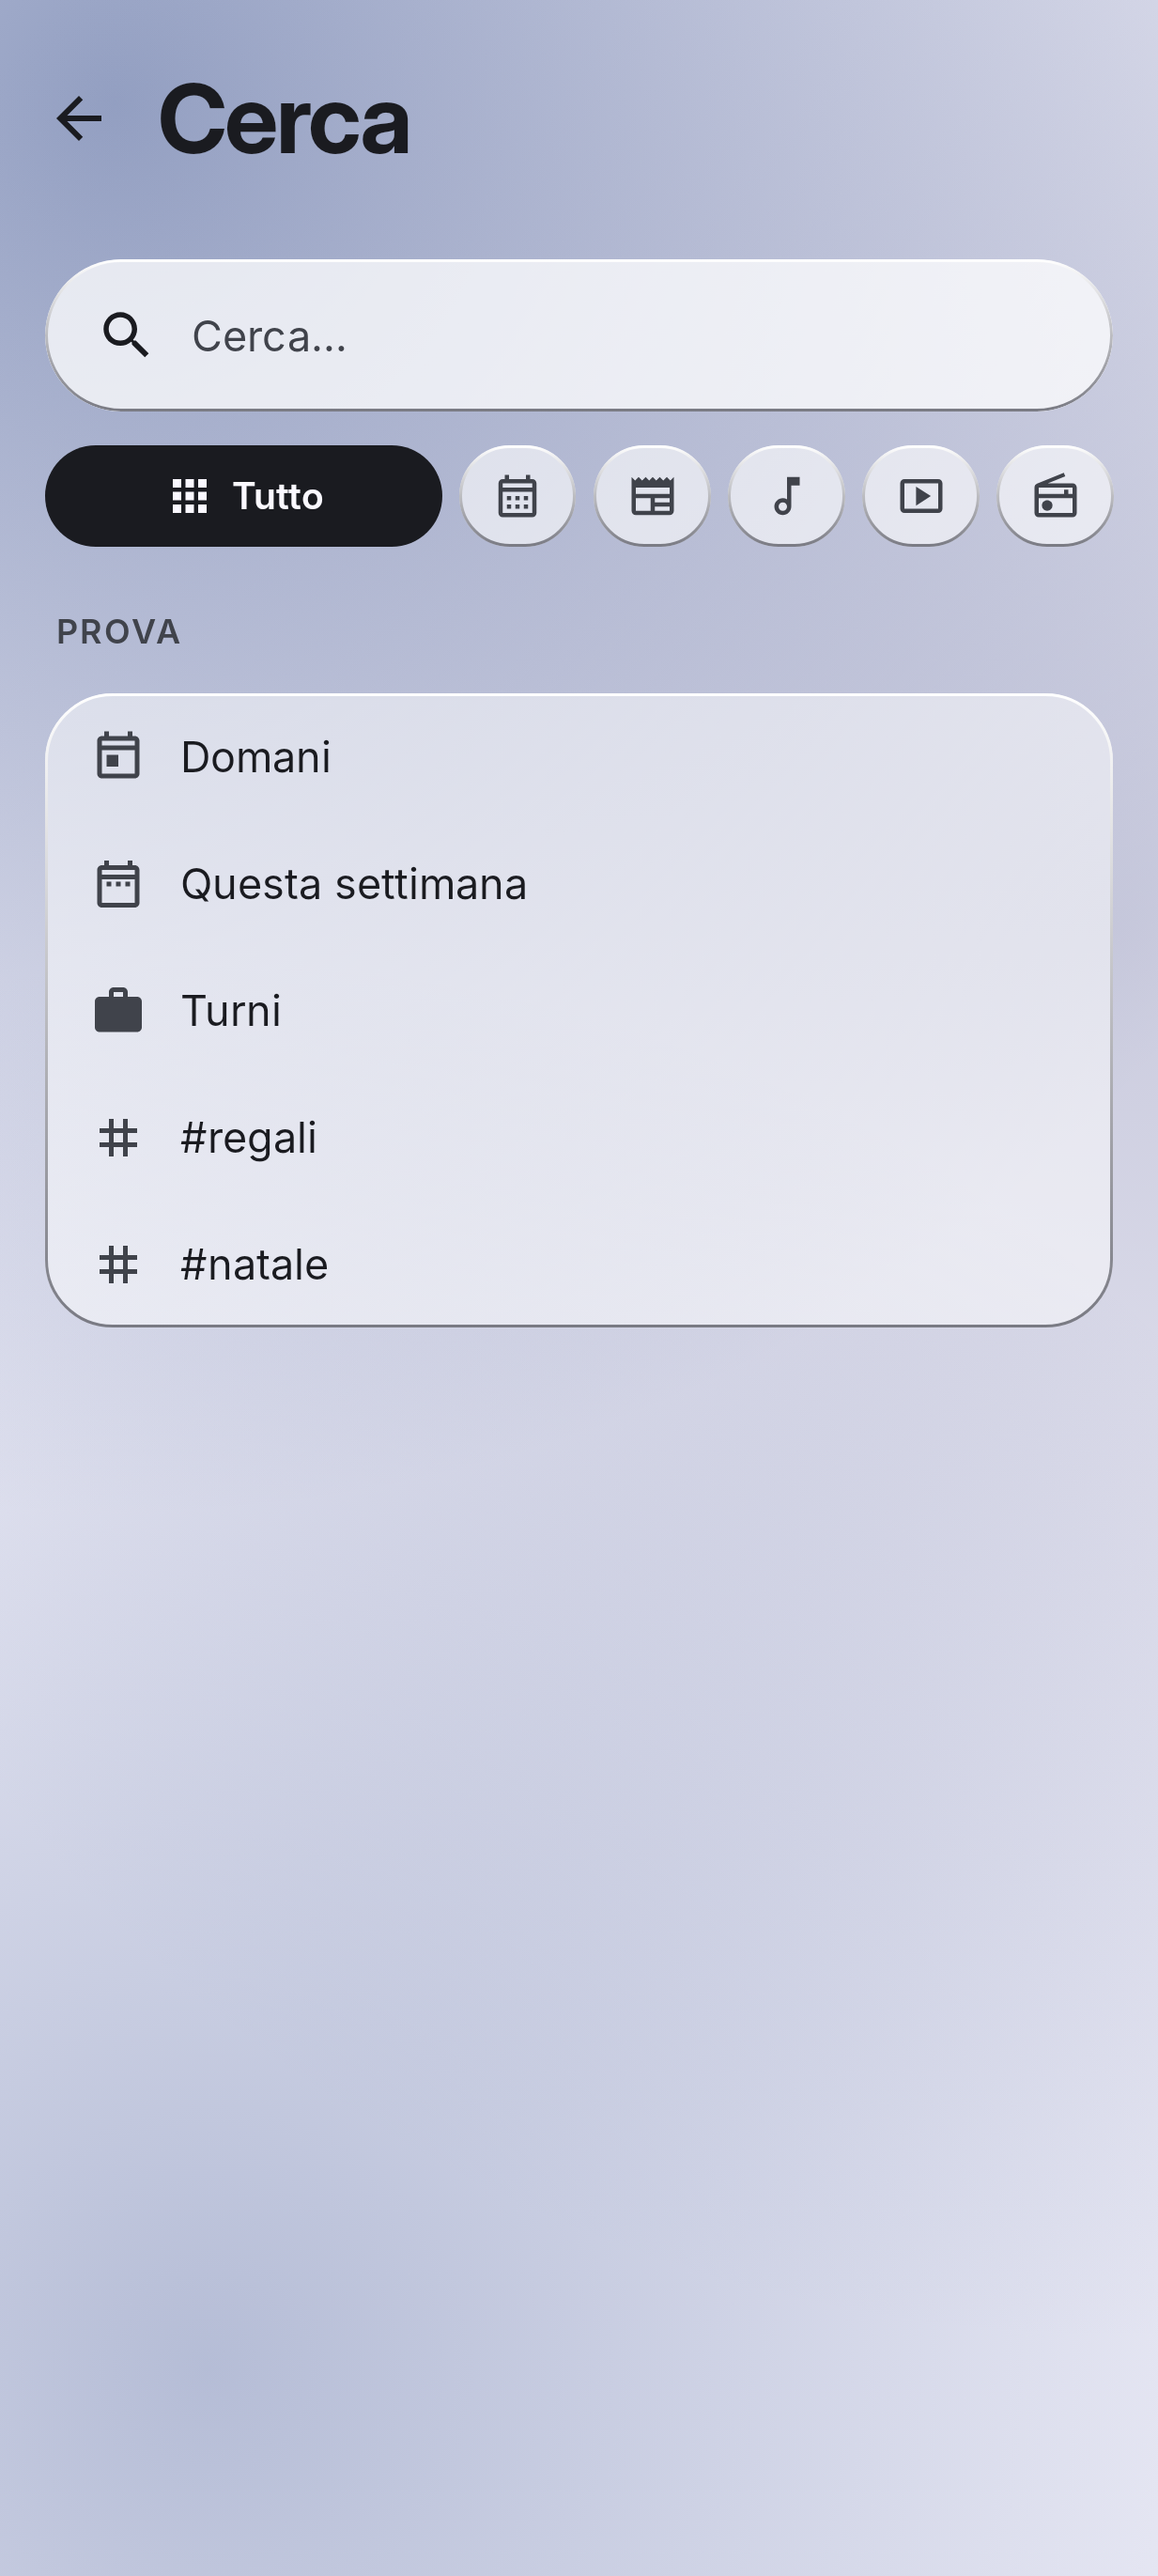 Cerca
Cerca...
Tutto
PROVA
Domani
Questa settimana
Turni
#regali
#natale